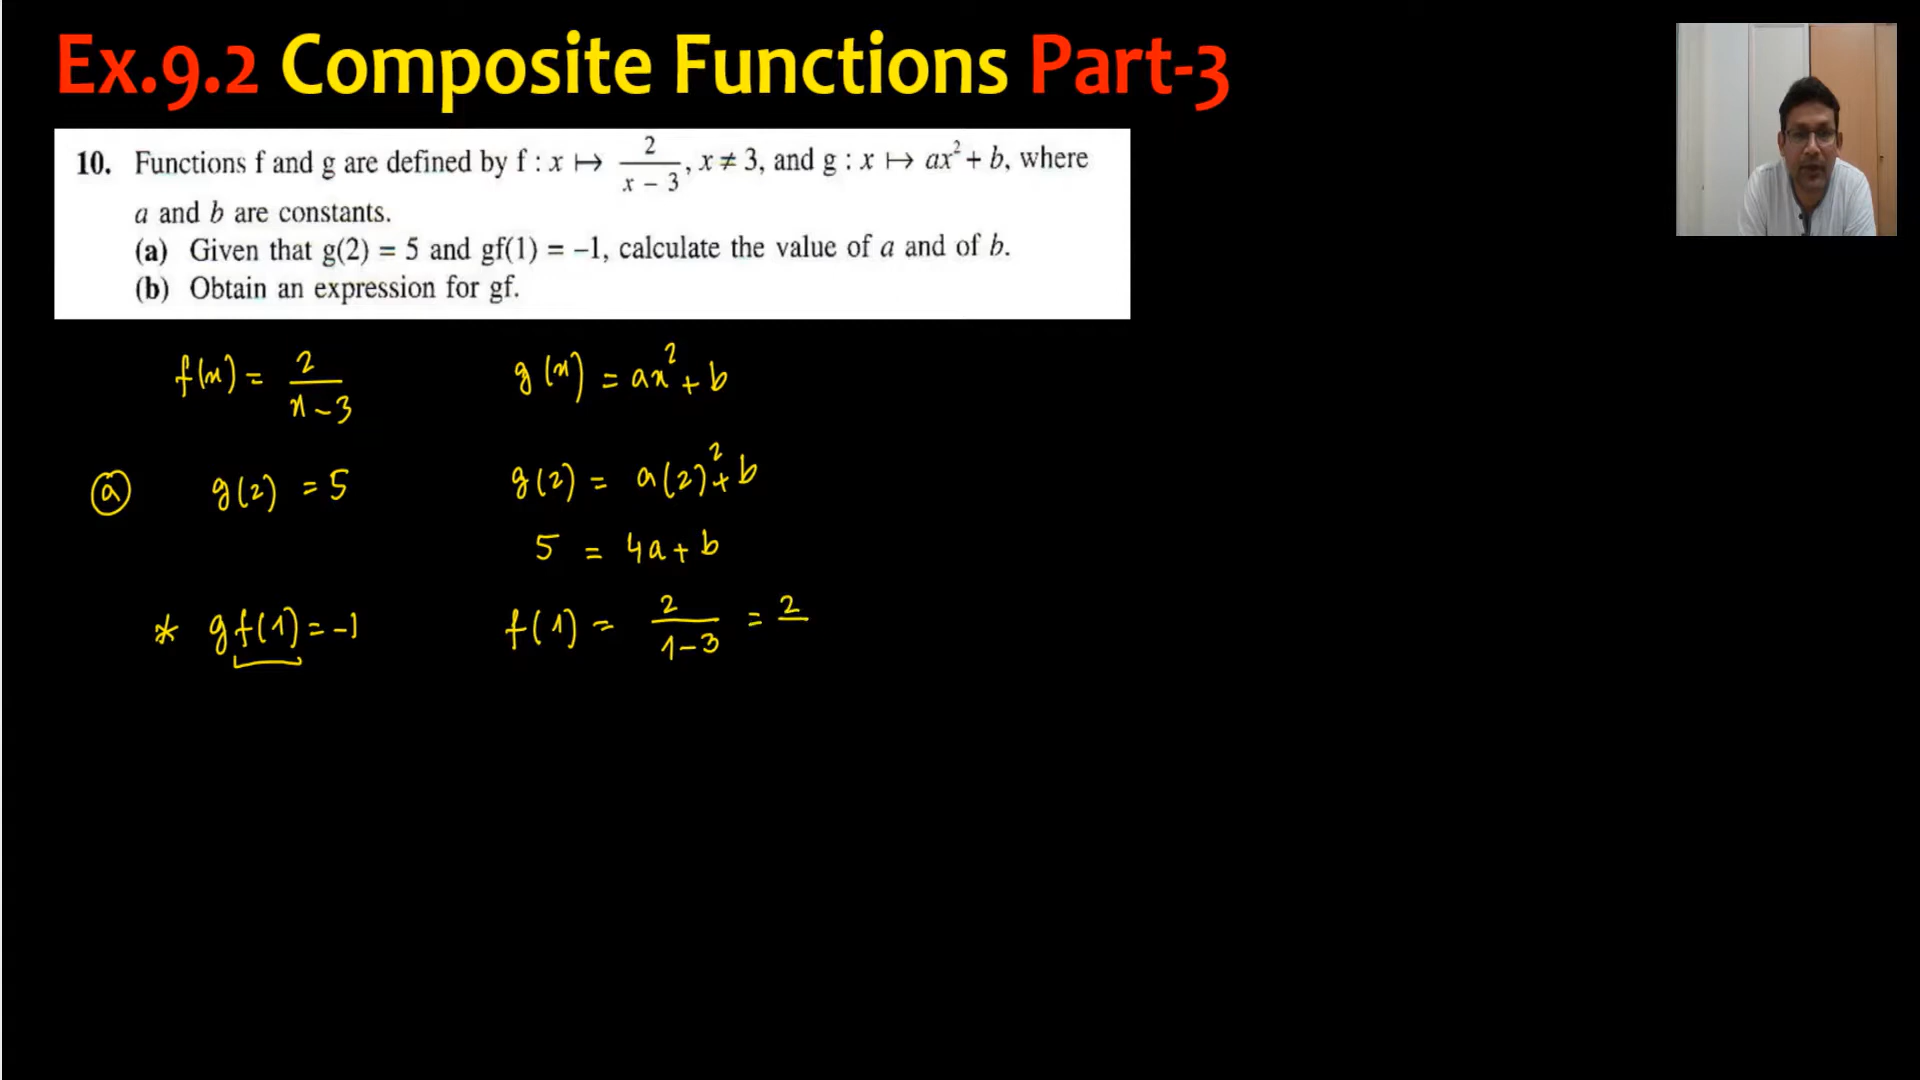 Ex.9.2 Composite Functions Part-3
10. Functions f and g are defined by f : x ↦ 2/(x − 3), x ≠ 3, and g : x ↦ ax² + b, where
a and b are constants.
(a) Given that g(2) = 5 and gf(1) = −1, calculate the value of a and of b.
(b) Obtain an expression for gf.
f(x) = 2/(x − 3) g(x) = ax² + b
(a) g(2) = 5 g(2) = a(2)² + b
5 = 4a + b
* gf(1) = -1 f(1) = 2/(1-3) = 2